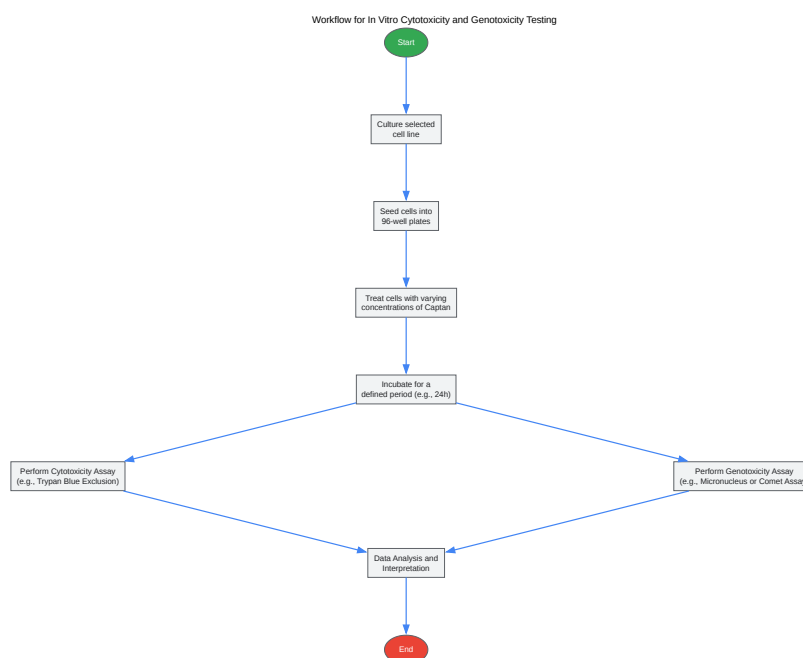 Workflow for In Vitro Cytotoxicity and Genotoxicity Testing
Start
Culture selected
cell line
Seed cells into
96-well plates
Treat cells with varying
concentrations of Captan
Incubate for a
defined period (e.g., 24h)
Perform Cytotoxicity Assay
(e.g., Trypan Blue Exclusion)
Perform Genotoxicity Assay
(e.g., Micronucleus or Comet Assay
Data Analysis and
Interpretation
End